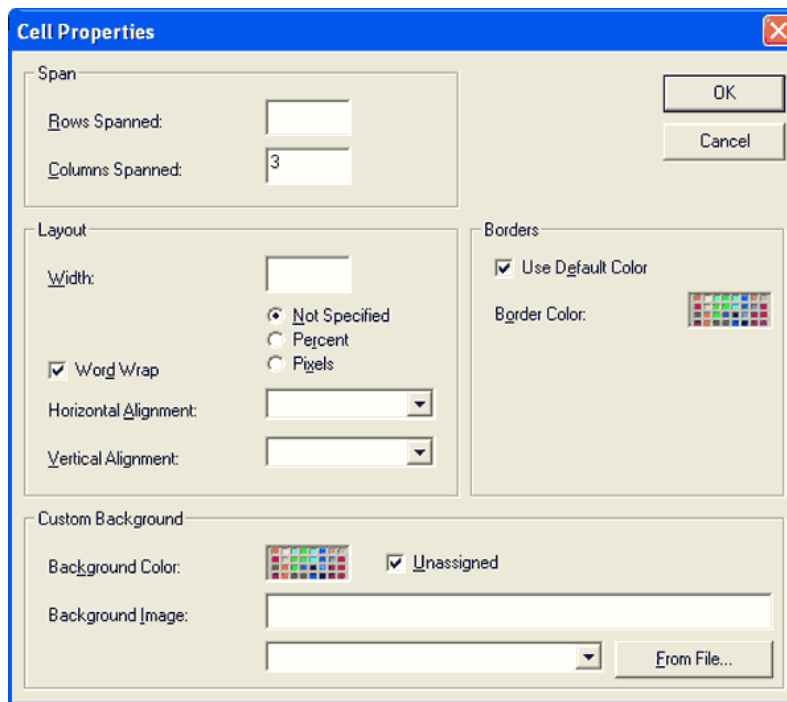 Cell Properties
Span
OK
Rows Spanned:
Cancel
Columns Spanned:
3
Layout
Borders
Width:
Use Default Color
Not Specified
Border Color:
Percent
Word Wrap
Pixels
Horizontal Alignment:
Vertical Alignment:
Custom Background
Background Color:
Unassigned
Background Image:
From File...